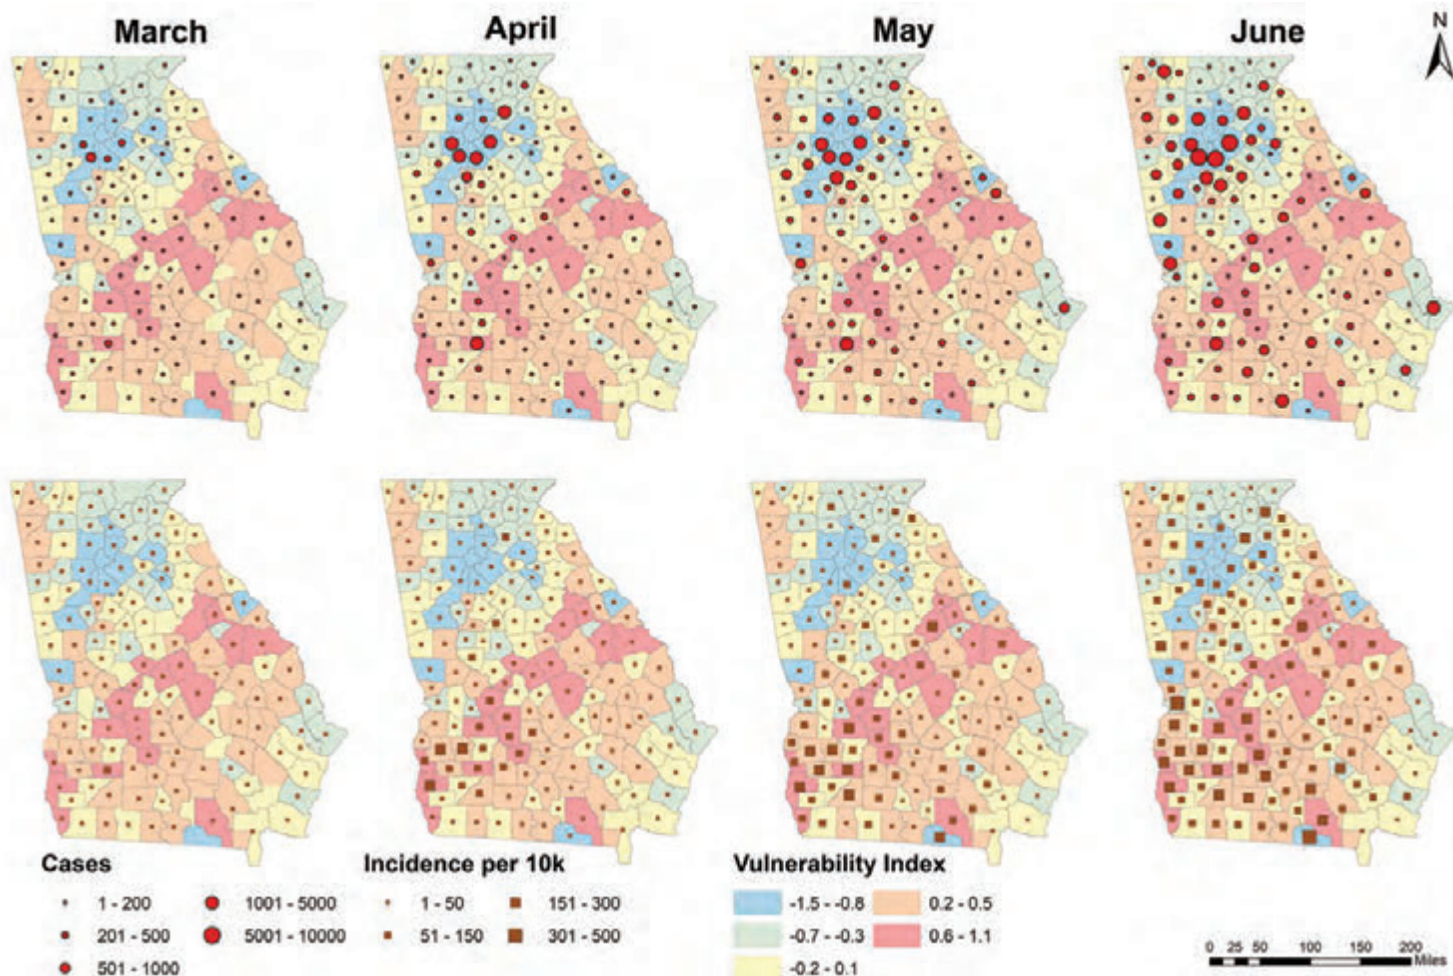 March April May June N
Cases
1 - 200 1001 - 5000
201 - 500 5001 - 10000
501 - 1000
Incidence per 10k
1 - 50 151 - 300
51 - 150 301 - 500
Vulnerability Index
-1.5 - -0.8 0.2 - 0.5
-0.7 - -0.3 0.6 - 1.1
-0.2 - 0.1
0 25 50 100 150 200
Miles